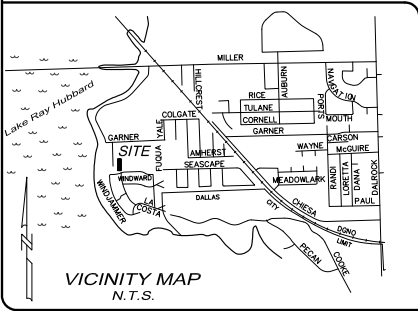 MILLER
Lake Ray Hubbard
HILLCREST
AUBURN
NAVIGATION
RICE
TULANE
CORNELL
PORTS
MOUTH
COLGATE
YALE
GARNER
GARNER
CARSON
SITE
FUQUA
AMHERST
WAYNE
McGUIRE
SEASCAPE
WINDWARD
MEADOWLARK
RANDI
LORETTA
DANA
DALROCK
WINDJAMMER
LA
COSTA
DALLAS
PAUL
CITY
CHIESA
DGNO
LIMIT
PECAN
COOKE
N
VICINITY MAP
N.T.S.